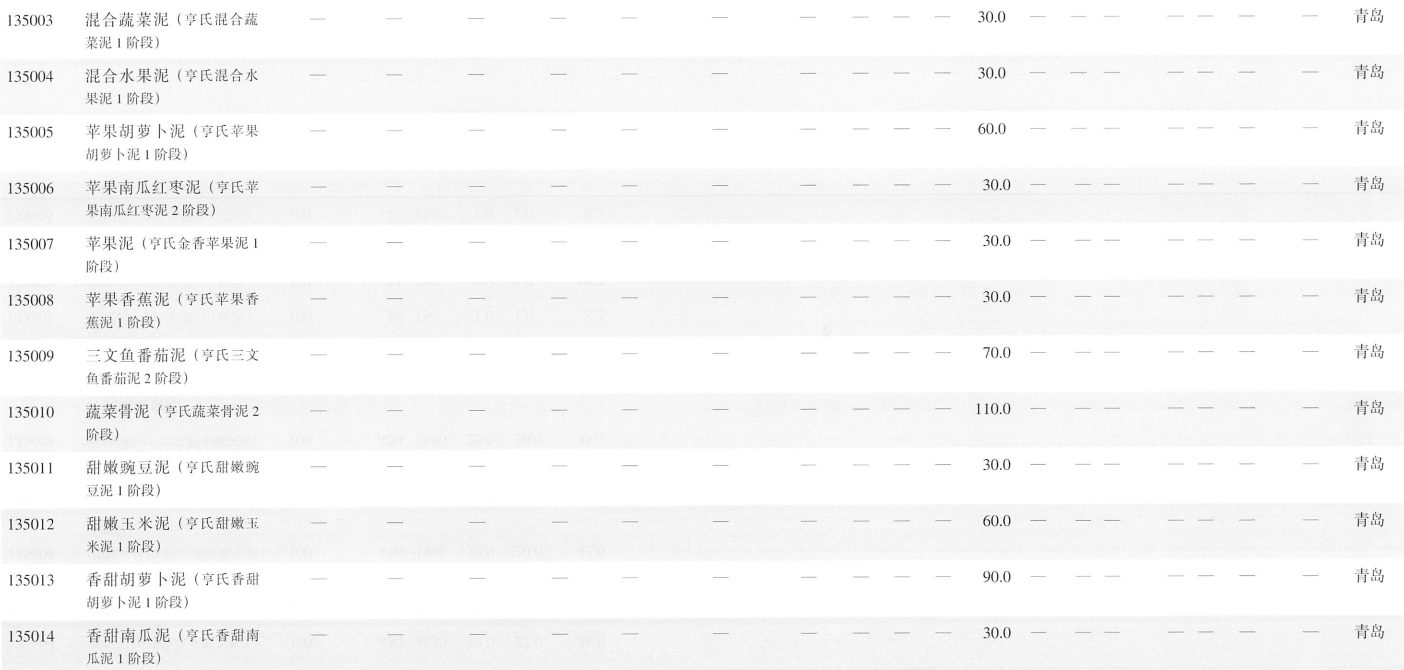 135003 混合蔬菜泥（亨氏混合蔬 — — — — — — — — — — 30.0 — — — — — — — 青岛
菜泥 1 阶段）
135004 混合水果泥（亨氏混合水 — — — — — — — — — — 30.0 — — — — — — — 青岛
果泥 1 阶段）
135005 苹果胡萝卜泥（亨氏苹果 — — — — — — — — — — 60.0 — — — — — — — 青岛
胡萝卜泥 1 阶段）
135006 苹果南瓜红枣泥（亨氏苹 — — — — — — — — — — 30.0 — — — — — — — 青岛
果南瓜红枣泥 2 阶段）
135007 苹果泥（亨氏金香苹果泥 1 — — — — — — — — — — 30.0 — — — — — — — 青岛
阶段）
135008 苹果香蕉泥（亨氏苹果香 — — — — — — — — — — 30.0 — — — — — — — 青岛
蕉泥 1 阶段）
135009 三文鱼番茄泥（亨氏三文 — — — — — — — — — — 70.0 — — — — — — — 青岛
鱼番茄泥 2 阶段）
135010 蔬菜骨泥（亨氏蔬菜骨泥 2 — — — — — — — — — — 110.0 — — — — — — — 青岛
阶段）
135011 甜嫩豌豆泥（亨氏甜嫩豌 — — — — — — — — — — 30.0 — — — — — — — 青岛
豆泥 1 阶段）
135012 甜嫩玉米泥（亨氏甜嫩玉 — — — — — — — — — — 60.0 — — — — — — — 青岛
米泥 1 阶段）
135013 香甜胡萝卜泥（亨氏香甜 — — — — — — — — — — 90.0 — — — — — — — 青岛
胡萝卜泥 1 阶段）
135014 香甜南瓜泥（亨氏香甜南 — — — — — — — — — — 30.0 — — — — — — — 青岛
瓜泥 1 阶段）